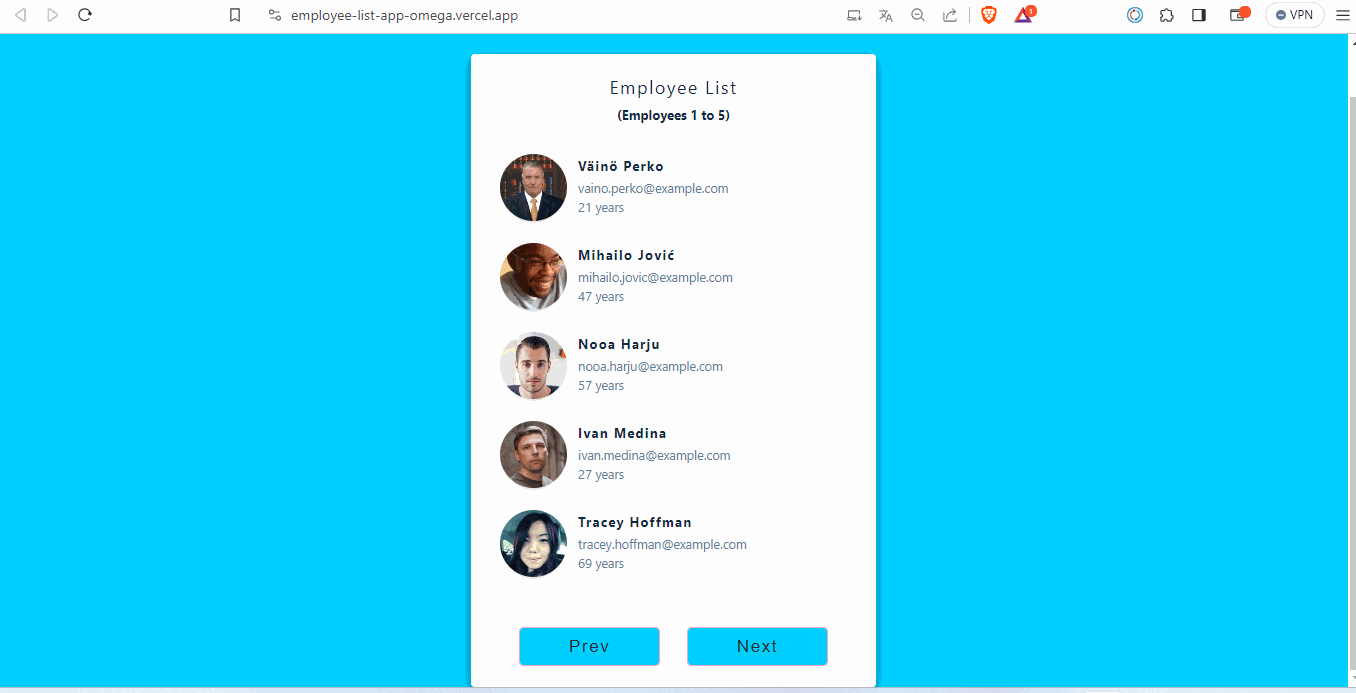 employee-list-app-omega.vercel.app
1
VPN
Employee List
(Employees 1 to 5)
Väinö Perko
vaino.perko@example.com
21 years
Mihailo Jović
mihailo.jovic@example.com
47 years
Nooa Harju
nooa.harju@example.com
57 years
Ivan Medina
ivan.medina@example.com
27 years
Tracey Hoffman
tracey.hoffman@example.com
69 years
Prev Next